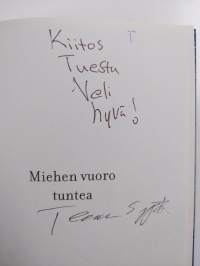 Kiitos T
Tuesta
Veli
hyvä!
Miehen vuoro
tuntea